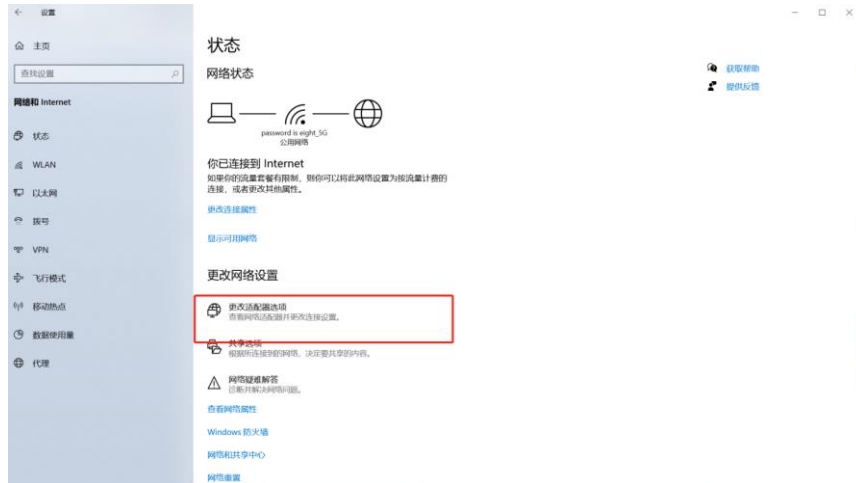 设置
主页
查找设置
网络和 Internet
状态
WLAN
以太网
拨号
VPN
飞行模式
移动热点
数据使用量
代理
状态
网络状态
password is eight_5G
公用网络
你已连接到 Internet
如果你的流量套餐有限制，则你可以将此网络设置为按流量计费的
连接，或者更改其他属性。
更改连接属性
显示可用网络
更改网络设置
更改适配器选项
查看网络适配器并更改连接设置。
共享选项
根据所连接到的网络，决定要共享的内容。
网络疑难解答
诊断并解决网络问题。
查看网络属性
Windows 防火墙
网络和共享中心
网络重置
获取帮助
提供反馈